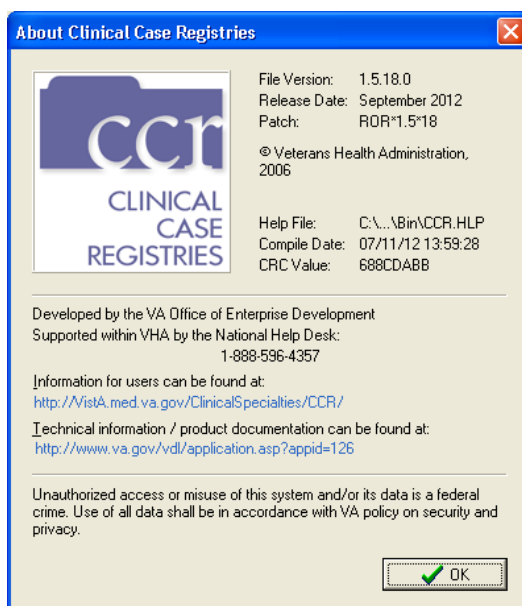 About Clinical Case Registries
ccr
CLINICAL
CASE
REGISTRIES
File Version: 1.5.18.0
Release Date: September 2012
Patch: ROR*1.5*18
© Veterans Health Administration,
2006
Help File: C:\...\Bin\CCR.HLP
Compile Date: 07/11/12 13:59:28
CRC Value: 688CDABB
Developed by the VA Office of Enterprise Development
Supported within VHA by the National Help Desk:
1-888-596-4357
Information for users can be found at:
http://VistA.med.va.gov/ClinicalSpecialties/CCR/
Technical information / product documentation can be found at:
http://www.va.gov/vdl/application.asp?appid=126
Unauthorized access or misuse of this system and/or its data is a federal
crime. Use of all data shall be in accordance with VA policy on security and
privacy.
OK